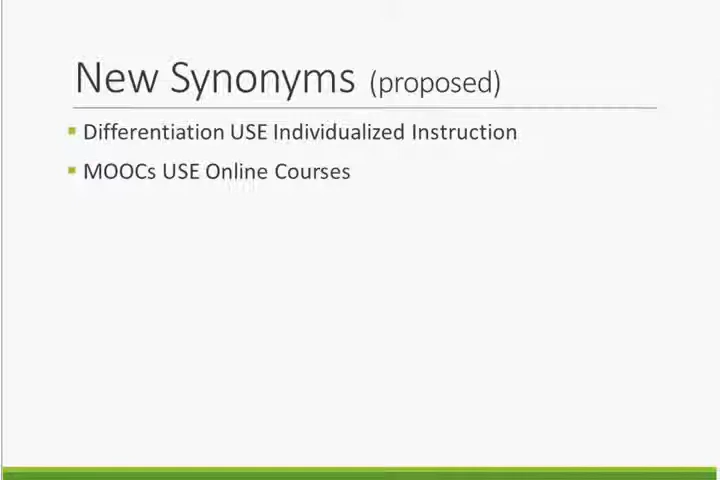 New Synonyms (proposed)
Differentiation USE Individualized Instruction
MOOCs USE Online Courses